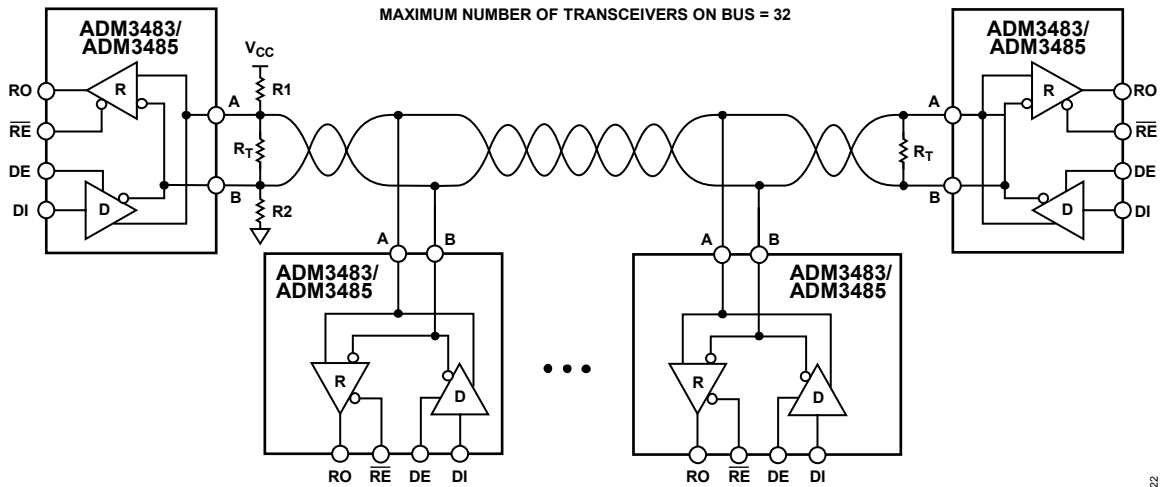 MAXIMUM NUMBER OF TRANSCEIVERS ON BUS = 32
ADM3483/
ADM3485
RO
RE
DE
DI
R
D
A
B
VCC
R1
RT
R2
ADM3483/
ADM3485
A
B
RT
R
D
RO
RE
DE
DI
A
B
ADM3483/
ADM3485
R
D
RO
RE
DE
DI
A
B
ADM3483/
ADM3485
R
D
RO
RE
DE
DI
22